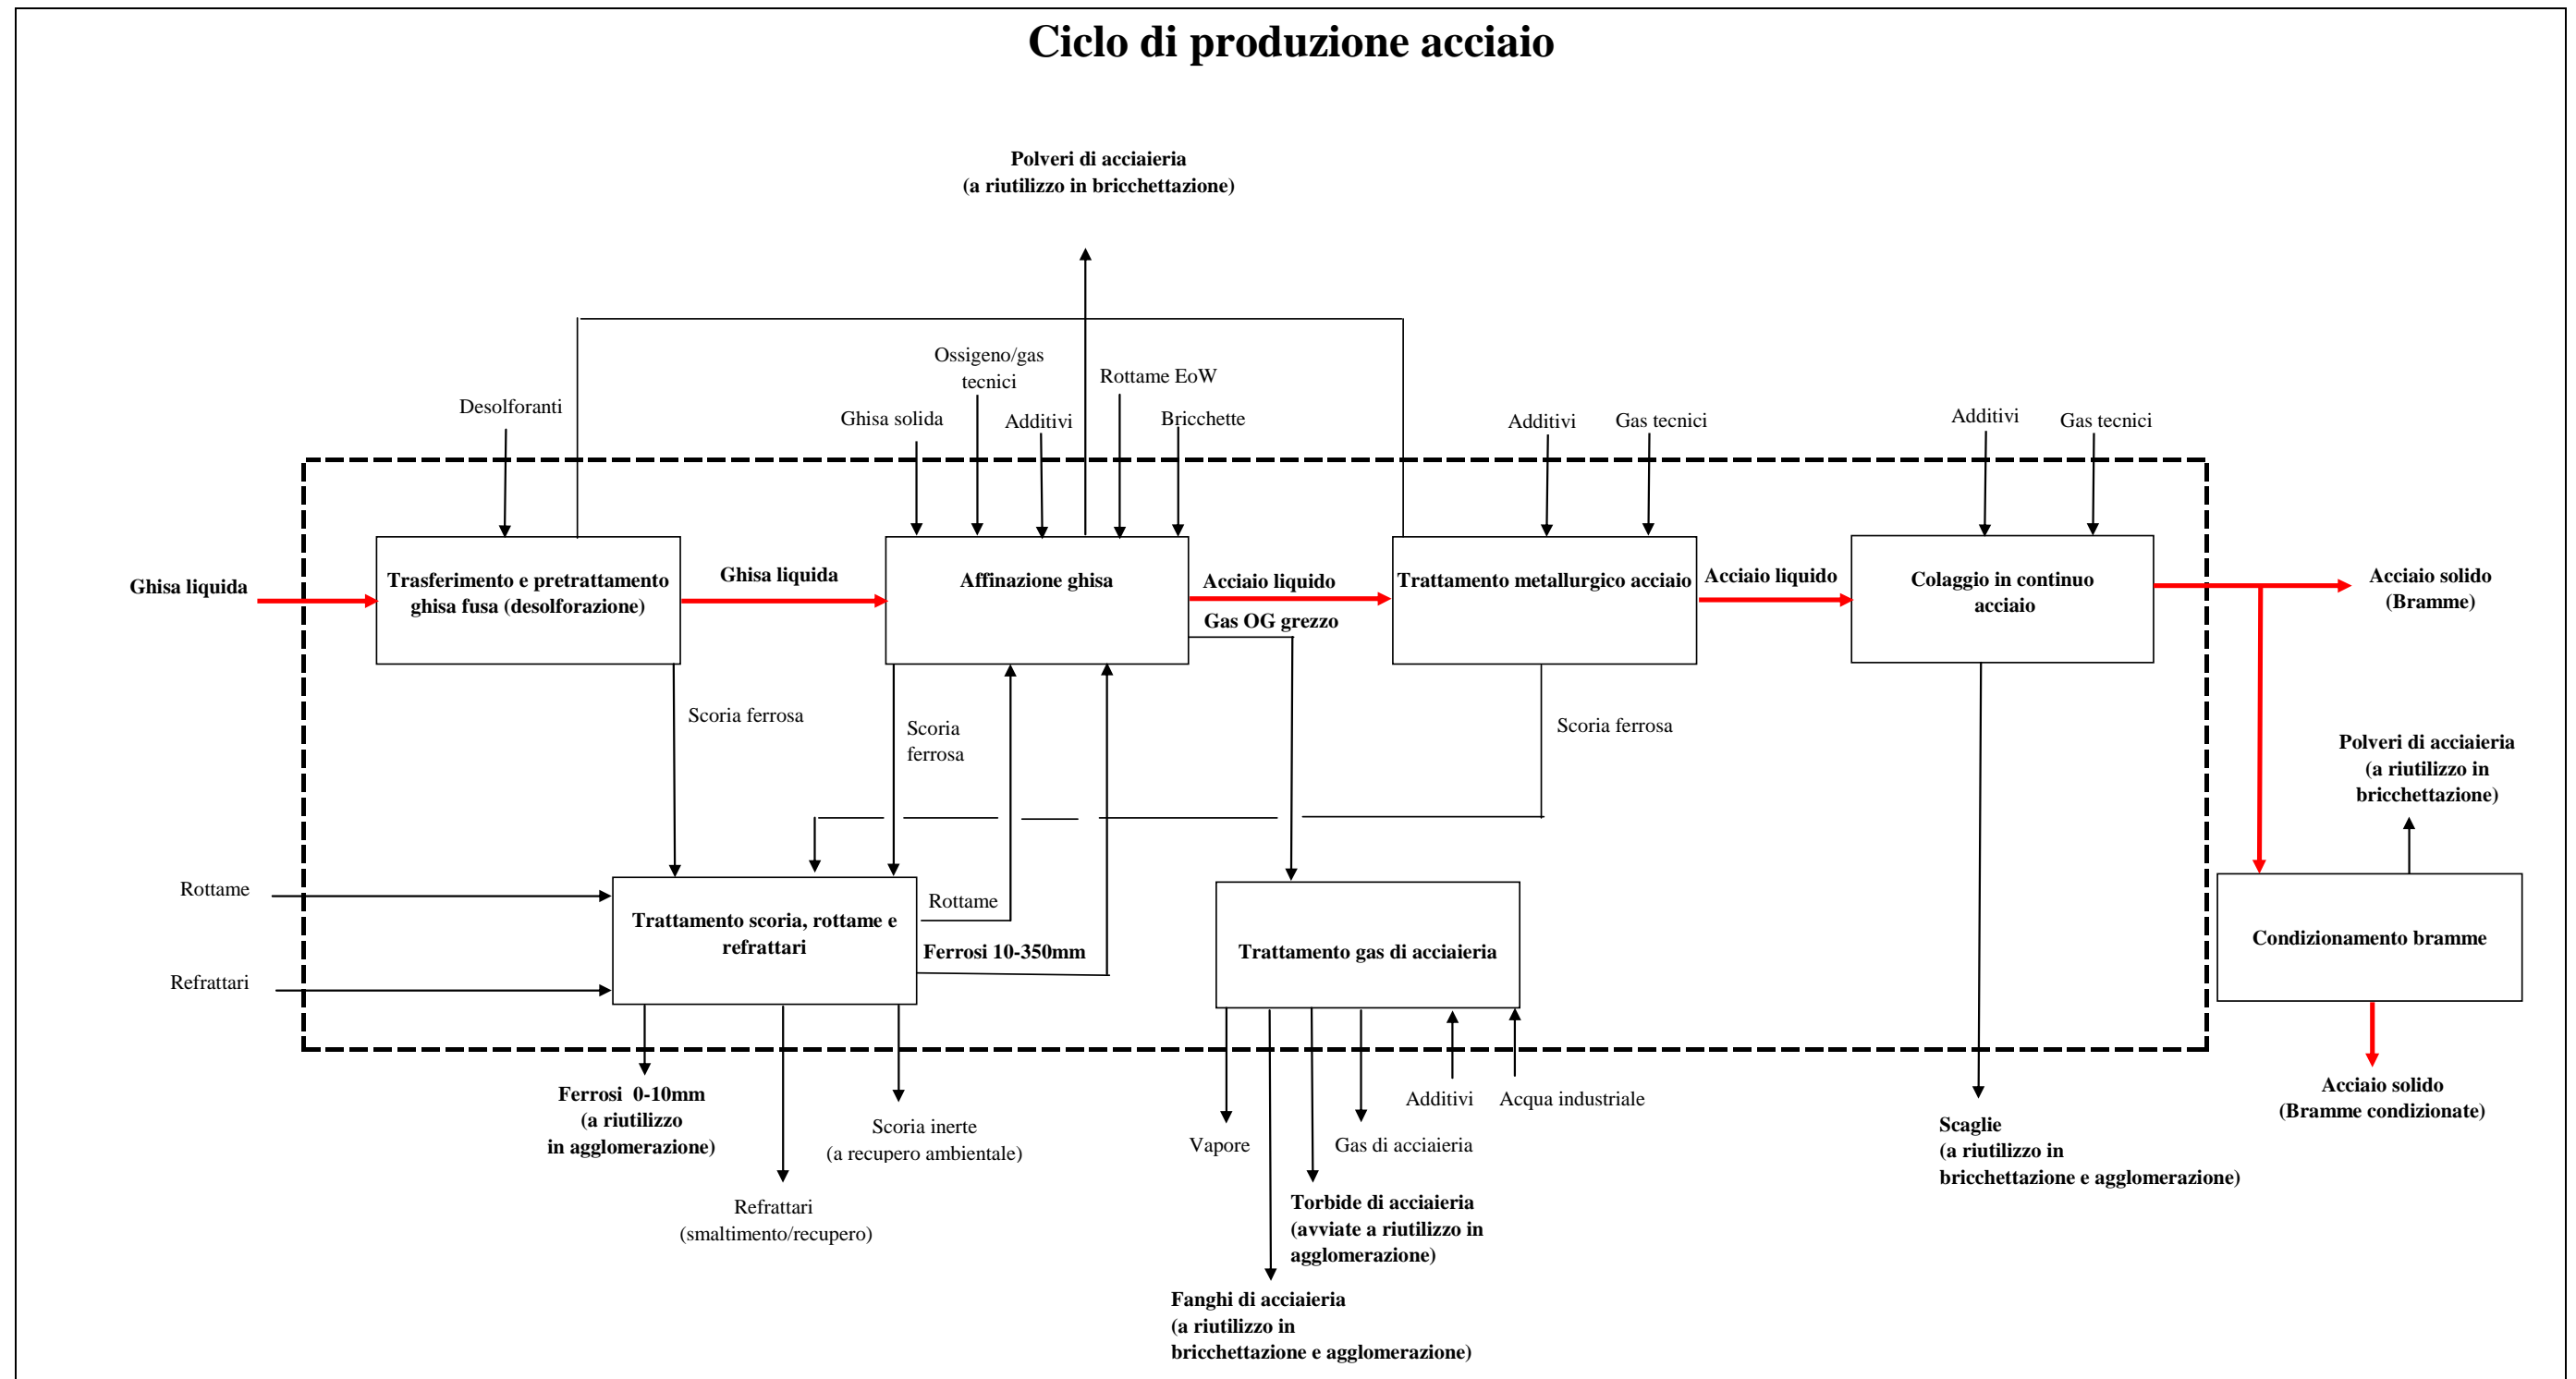 Ciclo di produzione acciaio
Polveri di acciaieria
(a riutilizzo in bricchettazione)
Ossigeno/gas
tecnici
Rottame EoW
Desolforanti
Ghisa solida
Additivi
Bricchette
Additivi
Gas tecnici
Additivi
Gas tecnici
Ghisa liquida
Trasferimento e pretrattamento
ghisa fusa (desolforazione)
Ghisa liquida
Affinazione ghisa
Acciaio liquido
Gas OG grezzo
Trattamento metallurgico acciaio
Acciaio liquido
Colaggio in continuo
acciaio
Acciaio solido
(Bramme)
Scoria ferrosa
Scoria
ferrosa
Scoria ferrosa
Polveri di acciaieria
(a riutilizzo in
bricchettazione)
Rottame
Refrattari
Trattamento scoria, rottame e
refrattari
Rottame
Ferrosi 10-350mm
Trattamento gas di acciaieria
Condizionamento bramme
Ferrosi  0-10mm
(a riutilizzo
in agglomerazione)
Scoria inerte
(a recupero ambientale)
Refrattari
(smaltimento/recupero)
Vapore
Gas di acciaieria
Additivi
Acqua industriale
Torbide di acciaieria
(avviate a riutilizzo in
agglomerazione)
Fanghi di acciaieria
(a riutilizzo in
bricchettazione e agglomerazione)
Scaglie
(a riutilizzo in
bricchettazione e agglomerazione)
Acciaio solido
(Bramme condizionate)